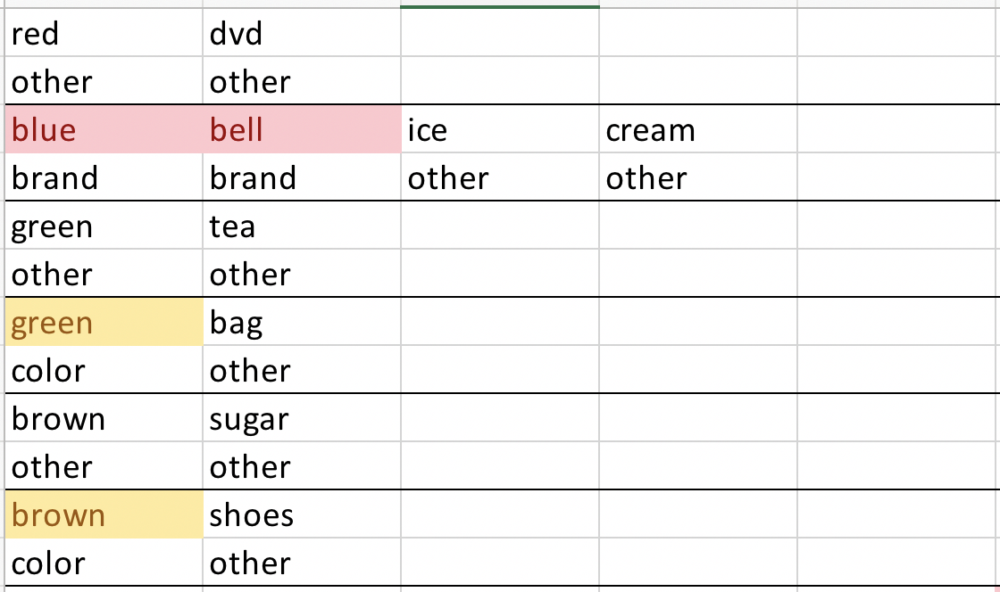 red dvd
other other
blue bell ice cream
brand brand other other
green tea
other other
green bag
color other
brown sugar
other other
brown shoes
color other